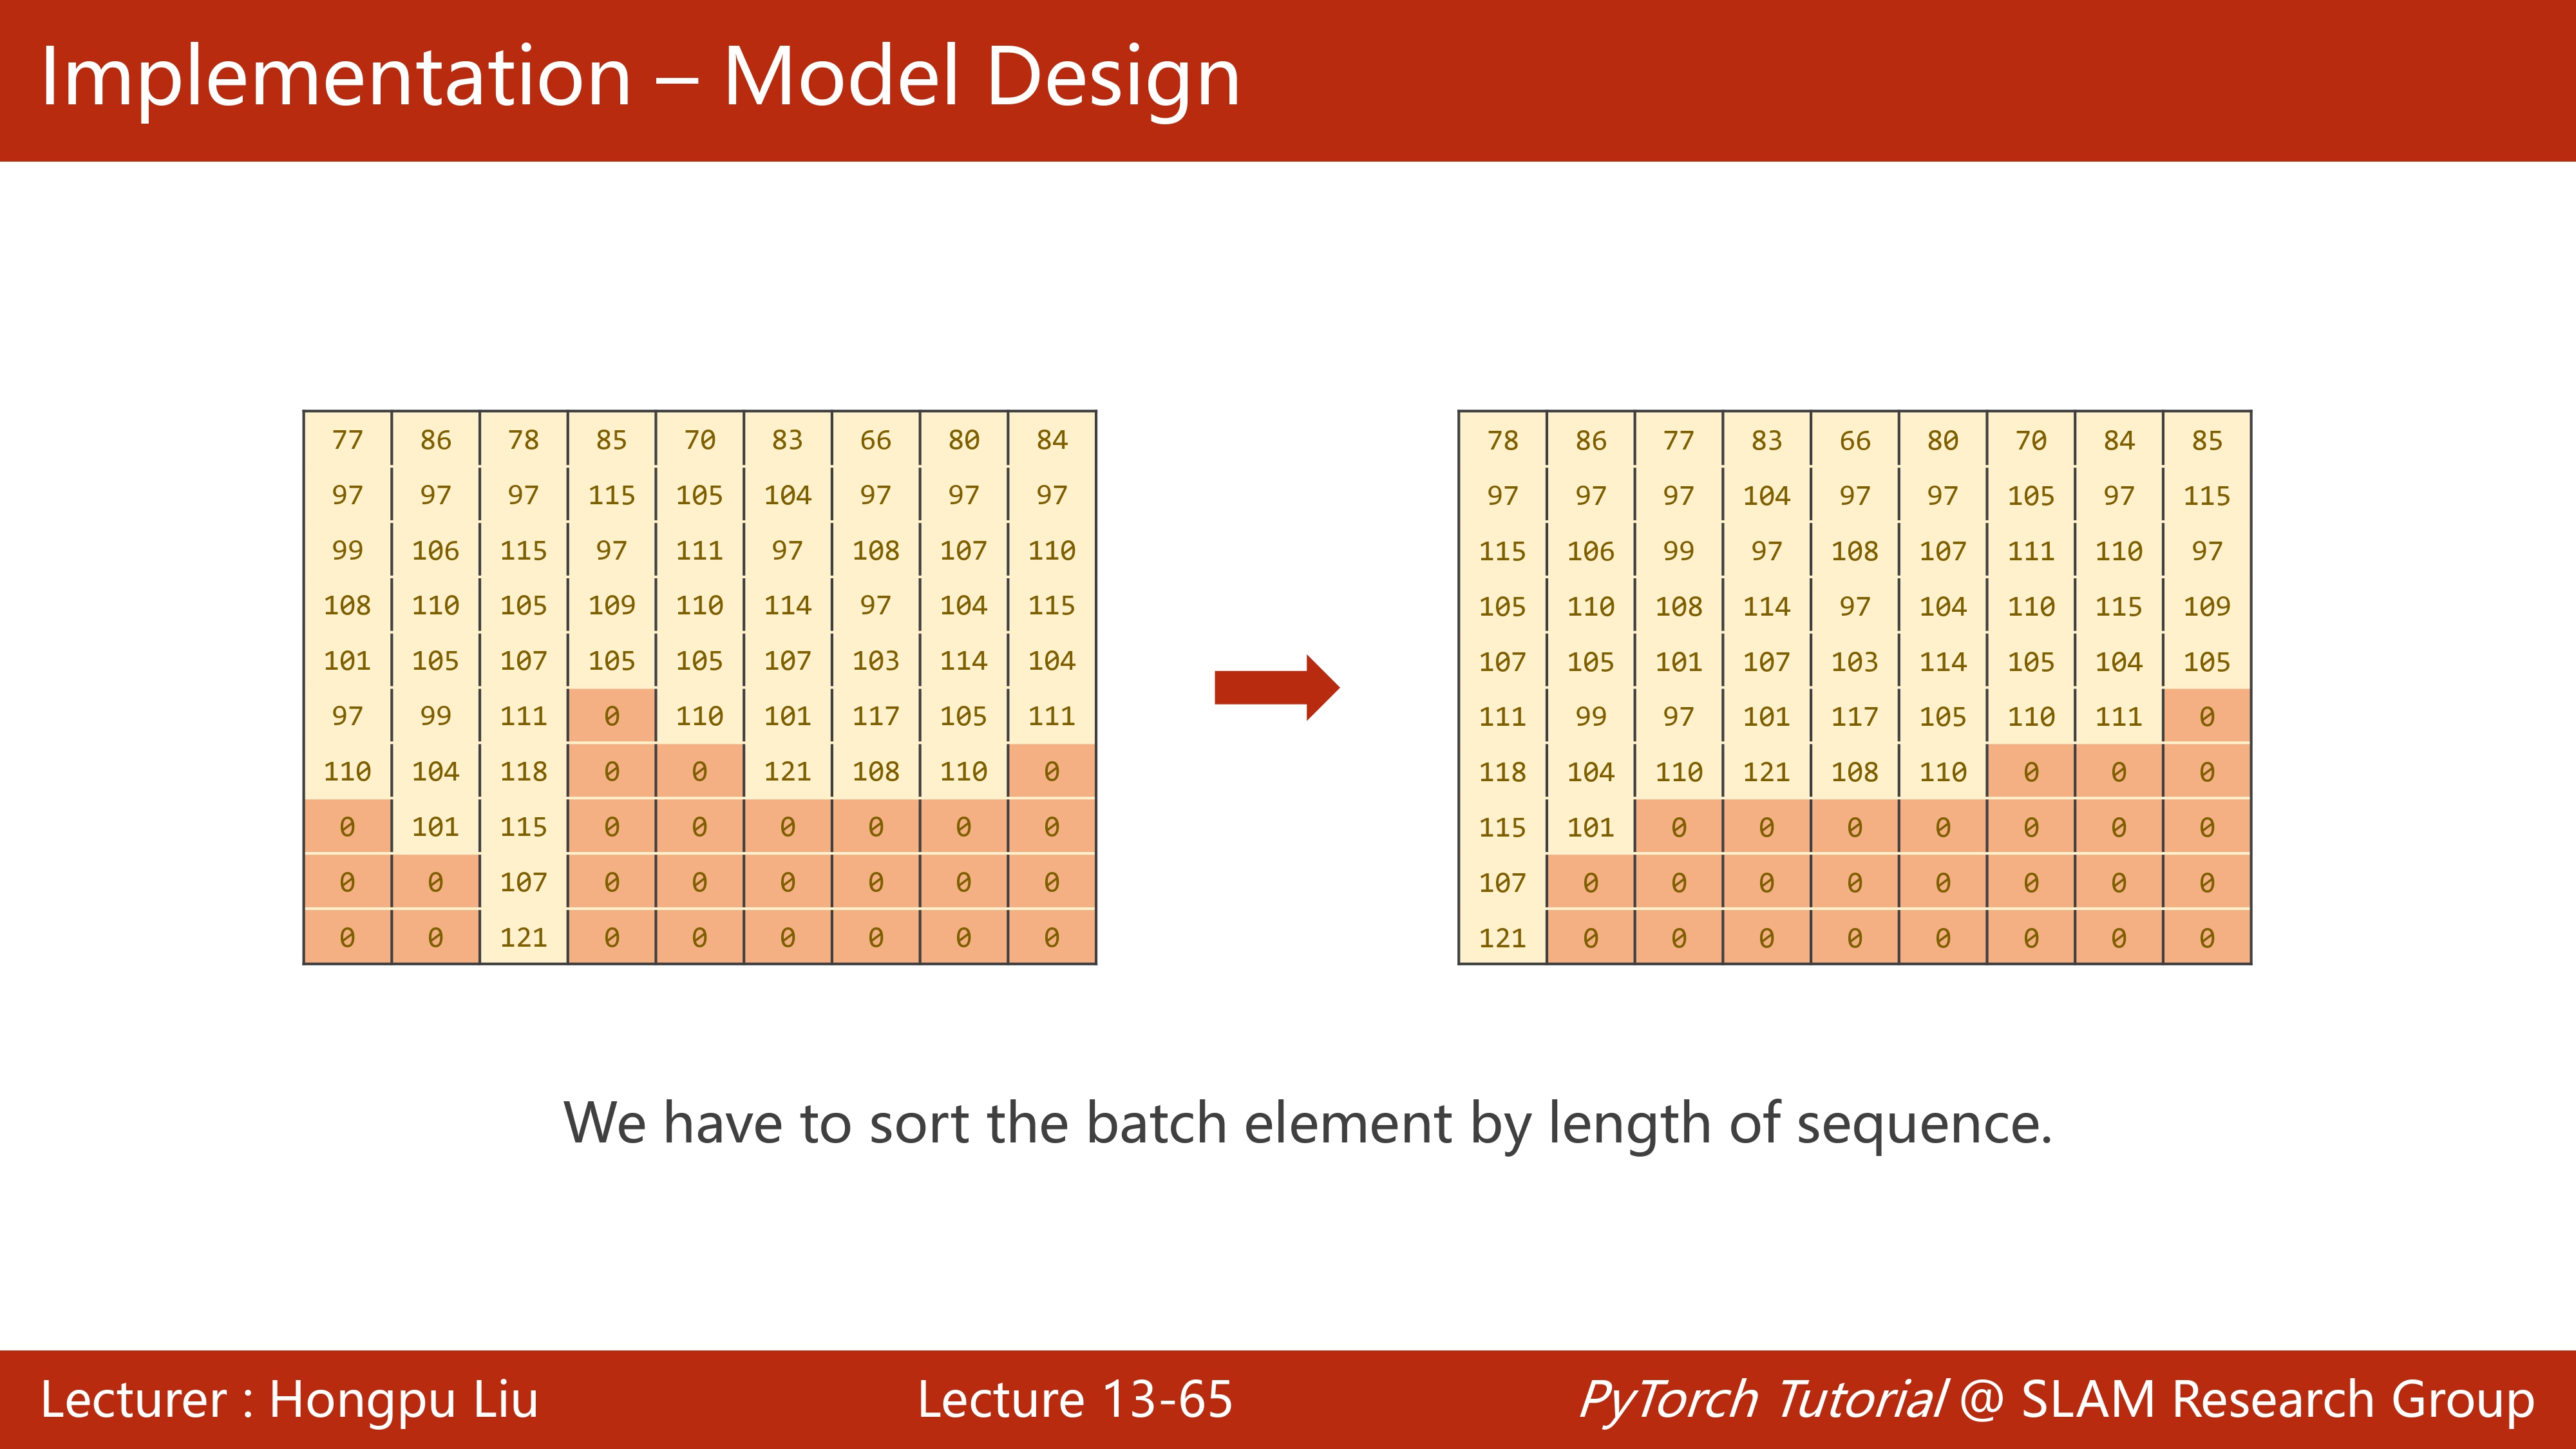 Implementation – Model Design
77 86 78 85 70 83 66 80 84
97 97 97 115 105 104 97 97 97
99 106 115 97 111 97 108 107 110
108 110 105 109 110 114 97 104 115
101 105 107 105 105 107 103 114 104
97 99 111 0 110 101 117 105 111
110 104 118 0 0 121 108 110 0
0 101 115 0 0 0 0 0 0
0 0 107 0 0 0 0 0 0
0 0 121 0 0 0 0 0 0
78 86 77 83 66 80 70 84 85
97 97 97 104 97 97 105 97 115
115 106 99 97 108 107 111 110 97
105 110 108 114 97 104 110 115 109
107 105 101 107 103 114 105 104 105
111 99 97 101 117 105 110 111 0
118 104 110 121 108 110 0 0 0
115 101 0 0 0 0 0 0 0
107 0 0 0 0 0 0 0 0
121 0 0 0 0 0 0 0 0
We have to sort the batch element by length of sequence.
Lecturer : Hongpu Liu
Lecture 13-65
PyTorch Tutorial @ SLAM Research Group